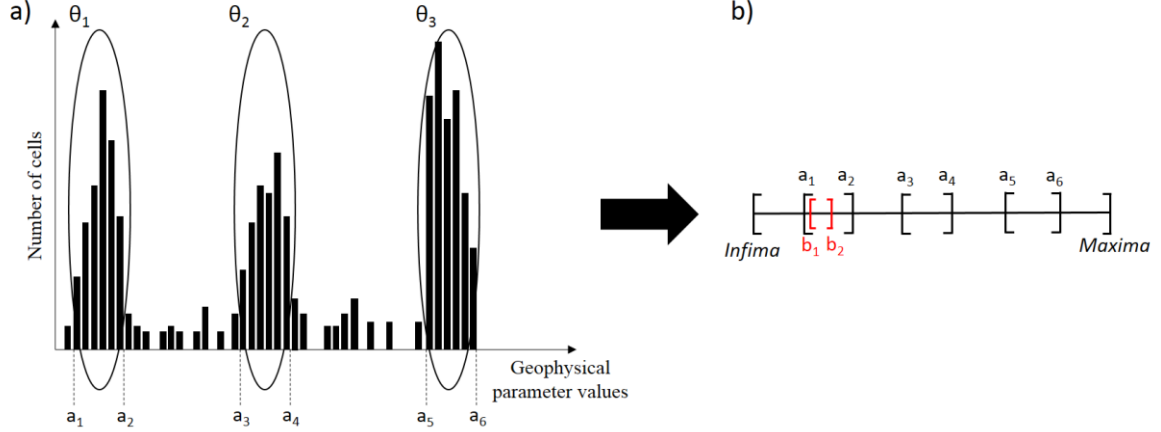 a)
θ1 θ2 θ3
Number of cells
Geophysical
parameter values
a1 a2 a3 a4 a5 a6
b)
a1 a2 a3 a4 a5 a6
b1 b2
Infima Maxima